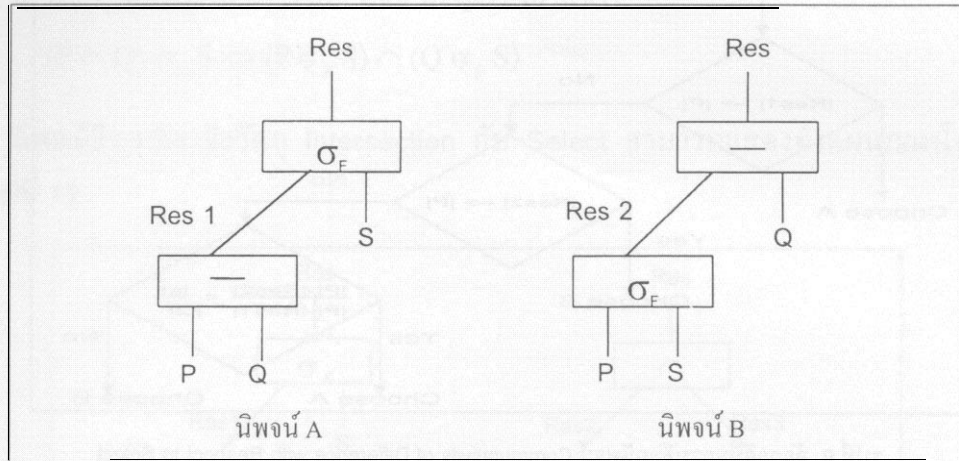 Res
σF
Res 1
S
—
P Q
นิพจน์ A
Res
—
Res 2
Q
σF
P S
นิพจน์ B